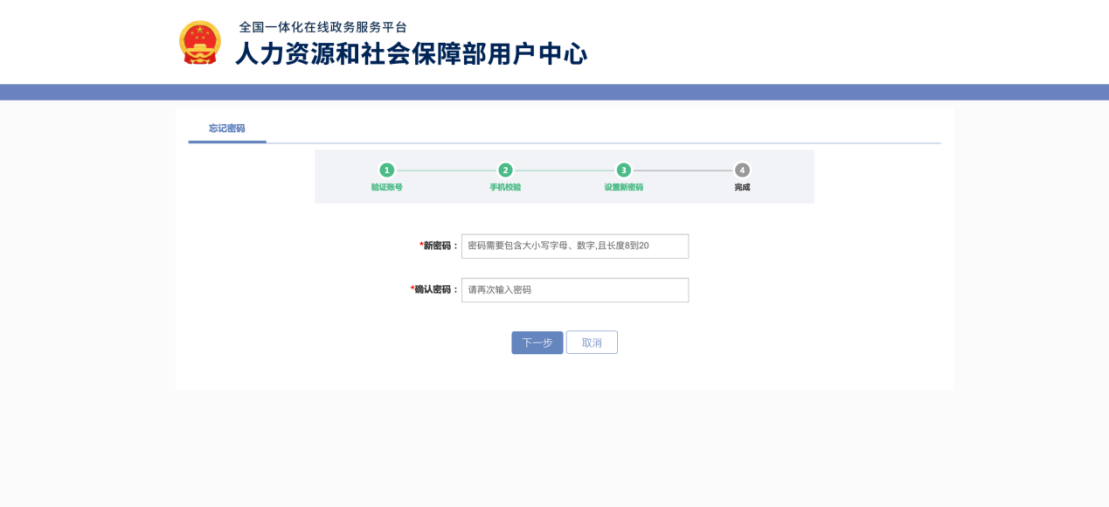 全国一体化在线政务服务平台
人力资源和社会保障部用户中心
忘记密码
1 2 3 4
验证账号 手机校验 设置新密码 完成
*新密码： 密码需要包含大小写字母、数字,且长度8到20
*确认密码： 请再次输入密码
下一步 取消